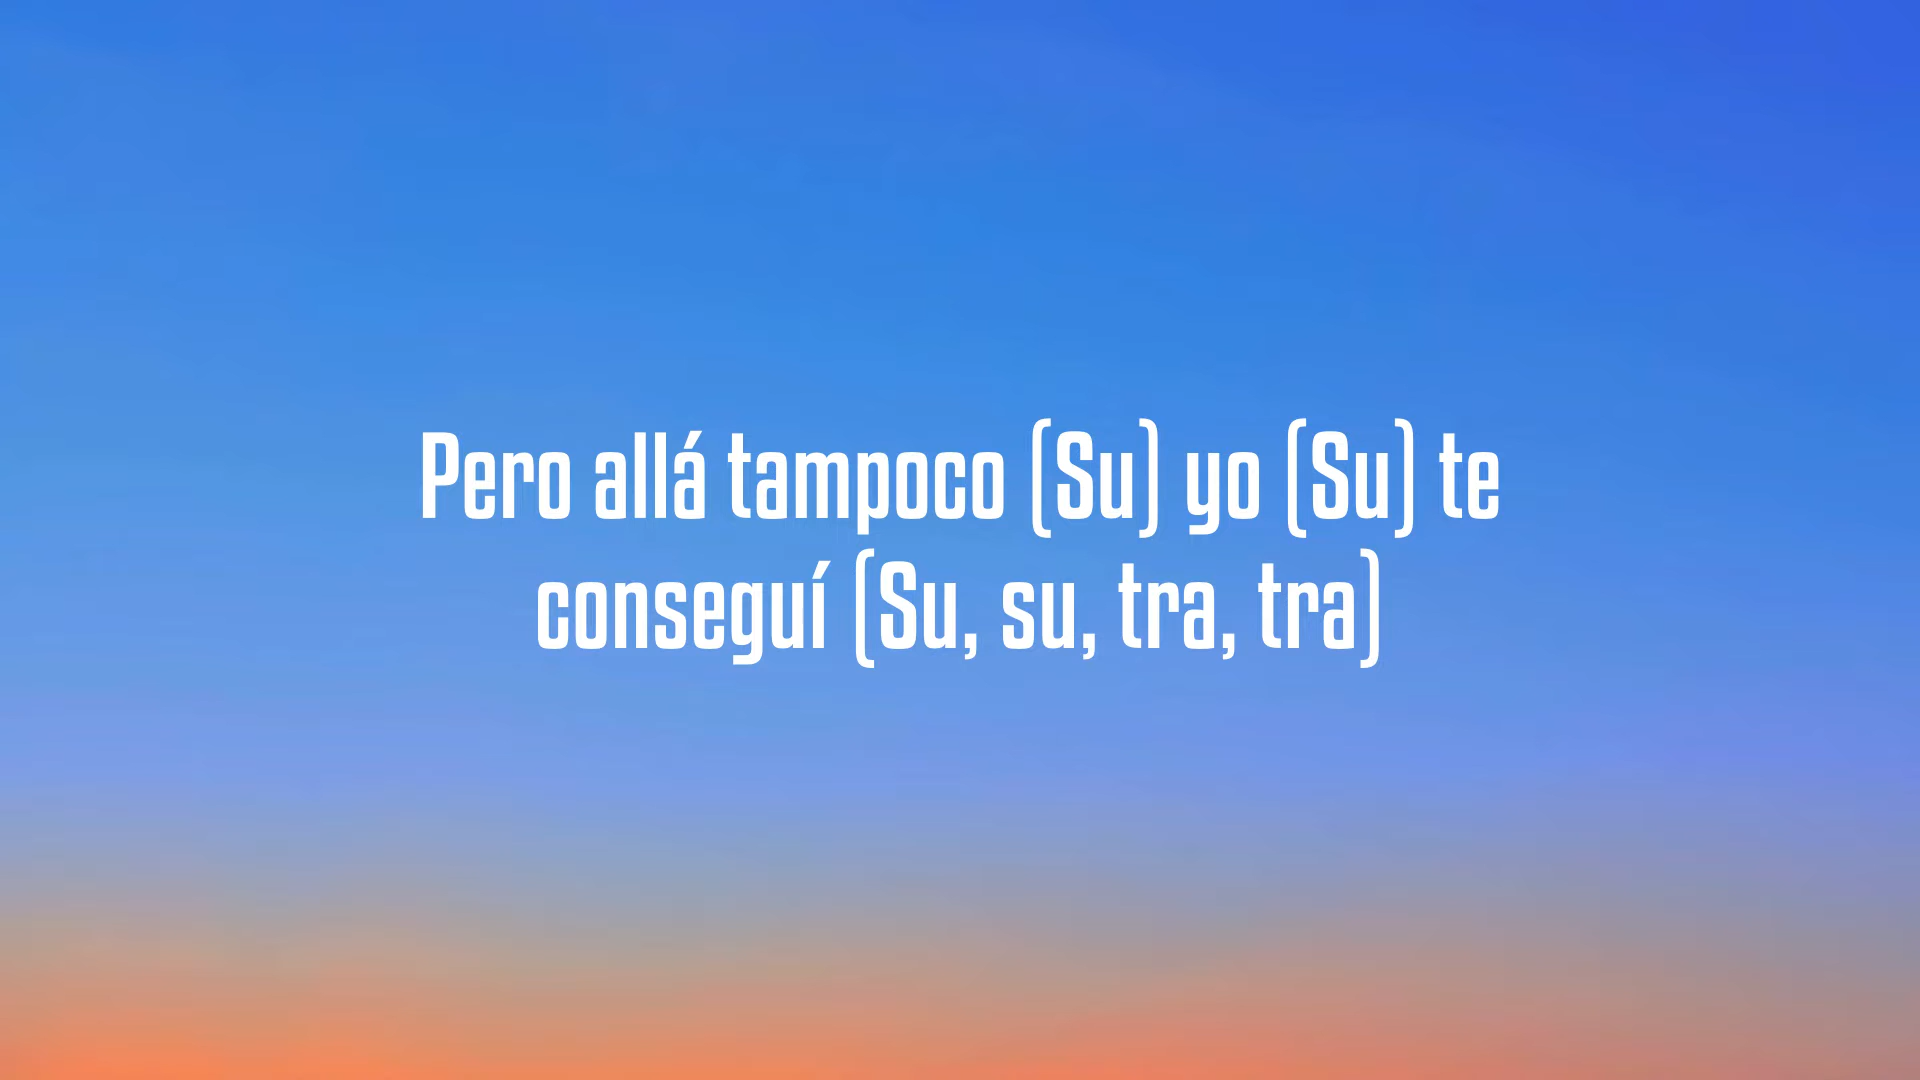 Pero allá tampoco (Su) yo (Su) te
conseguí (Su, su, tra, tra)